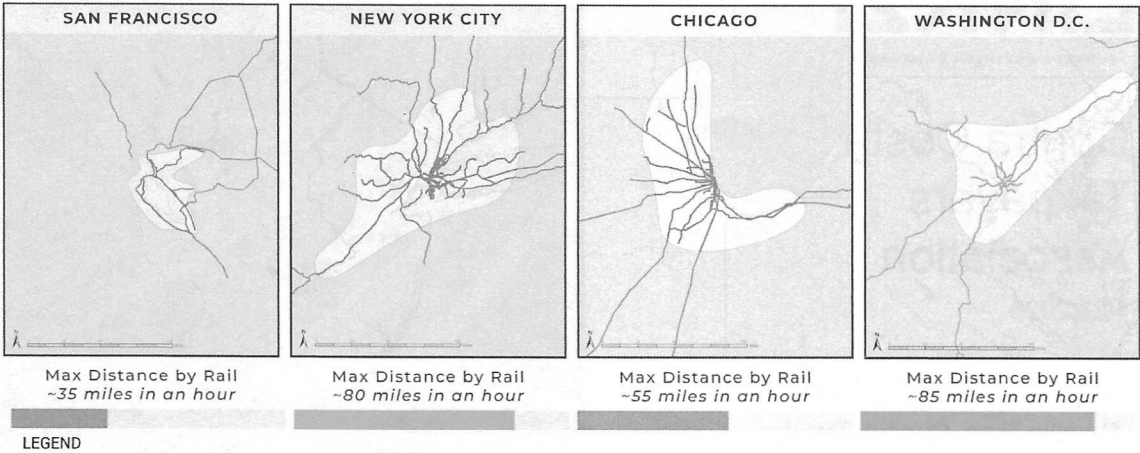 SAN FRANCISCO
NEW YORK CITY
CHICAGO
WASHINGTON D.C.
N
N
N
N
Max Distance by Rail
~35 miles in an hour
Max Distance by Rail
~80 miles in an hour
Max Distance by Rail
~55 miles in an hour
Max Distance by Rail
~85 miles in an hour
LEGEND